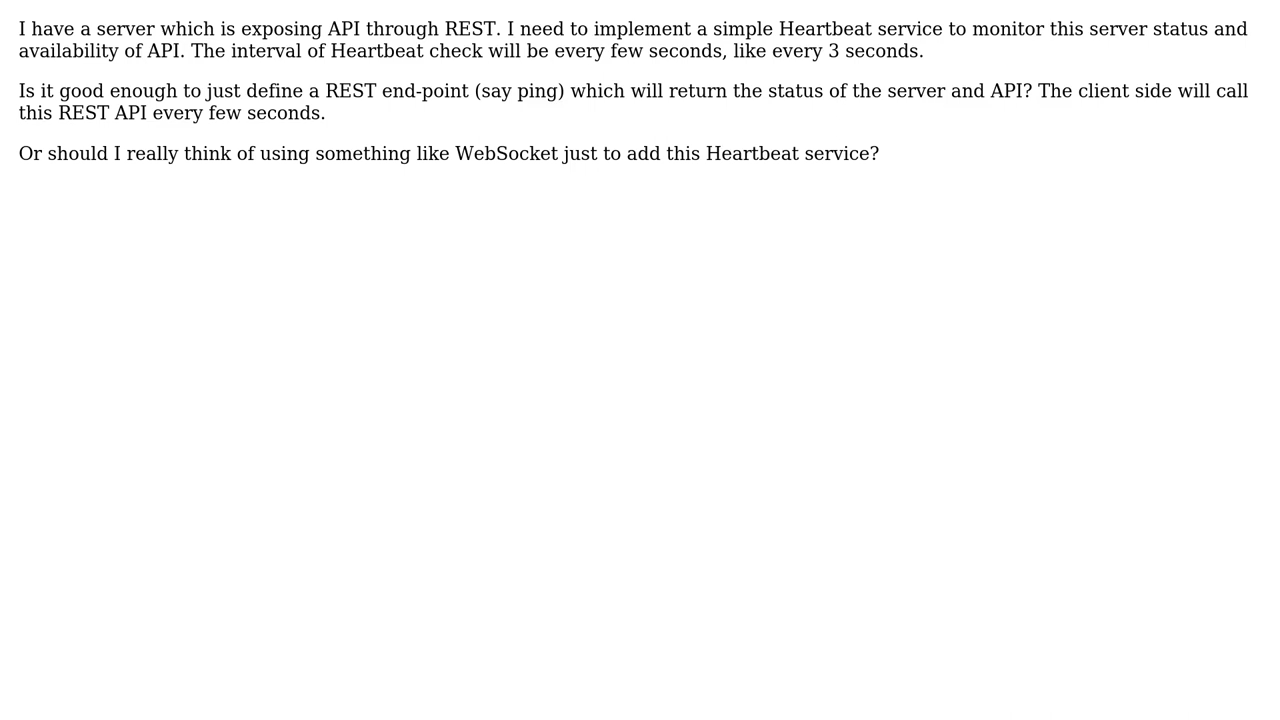 I have a server which is exposing API through REST. I need to implement a simple Heartbeat service to monitor this server status and
availability of API. The interval of Heartbeat check will be every few seconds, like every 3 seconds.
Is it good enough to just define a REST end-point (say ping) which will return the status of the server and API? The client side will call
this REST API every few seconds.
Or should I really think of using something like WebSocket just to add this Heartbeat service?